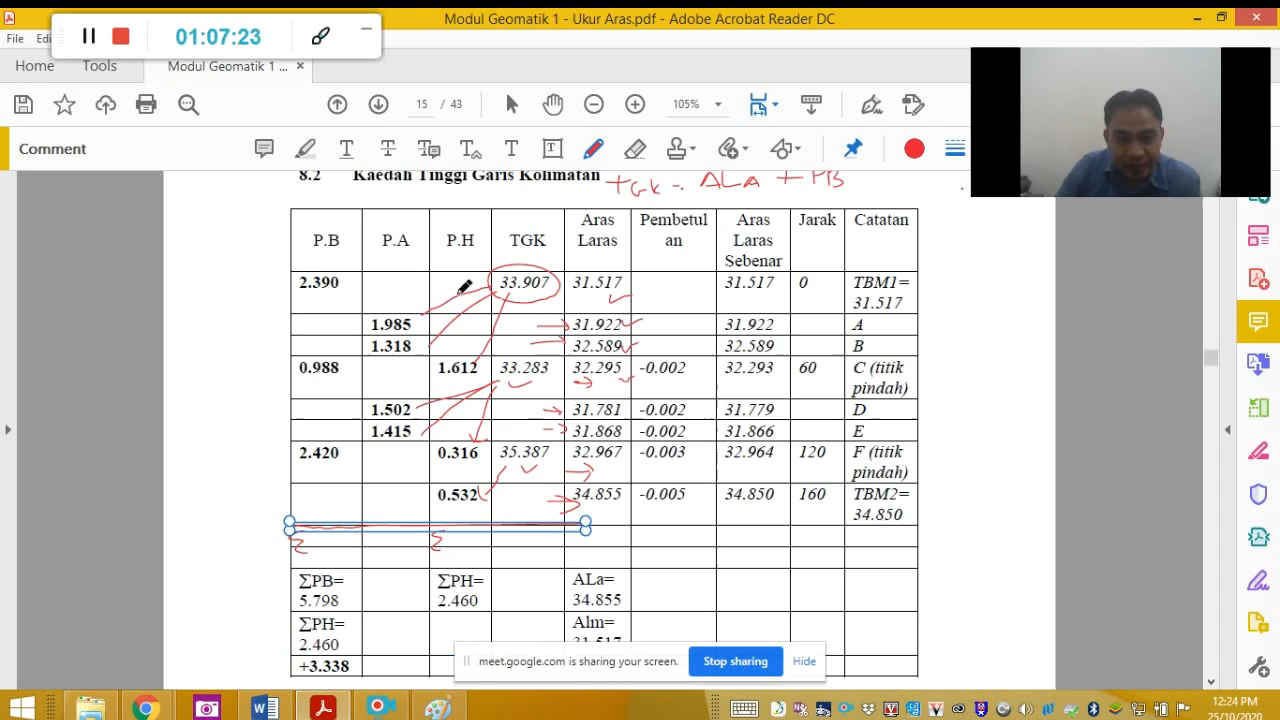 Modul Geomatik 1 - Ukur Aras.pdf - Adobe Acrobat Reader DC
File
01:07:23
Home Tools Modul Geomatik 1 ... ×
15 / 43 105%
Comment
8.2 Kaedah Tinggi Garis Kolimatan TGK = ALa + PB
P.B P.A P.H TGK Aras Laras Pembetulan Aras Laras Sebenar Jarak Catatan
2.390 33.907 31.517 31.517 0 TBM1= 31.517
1.985 31.922 31.922 A
1.318 32.589 32.589 B
0.988 1.612 33.283 32.295 -0.002 32.293 60 C (titik pindah)
1.502 31.781 -0.002 31.779 D
1.415 31.868 -0.002 31.866 E
2.420 0.316 35.387 32.967 -0.003 32.964 120 F (titik pindah)
0.532 34.855 -0.005 34.850 160 TBM2= 34.850
Σ Σ
∑PB= 5.798 ∑PH= 2.460 ALa= 34.855
∑PH= 2.460 Alm= 31.517
+3.338
meet.google.com is sharing your screen. Stop sharing Hide
12:24 PM
25/10/2020